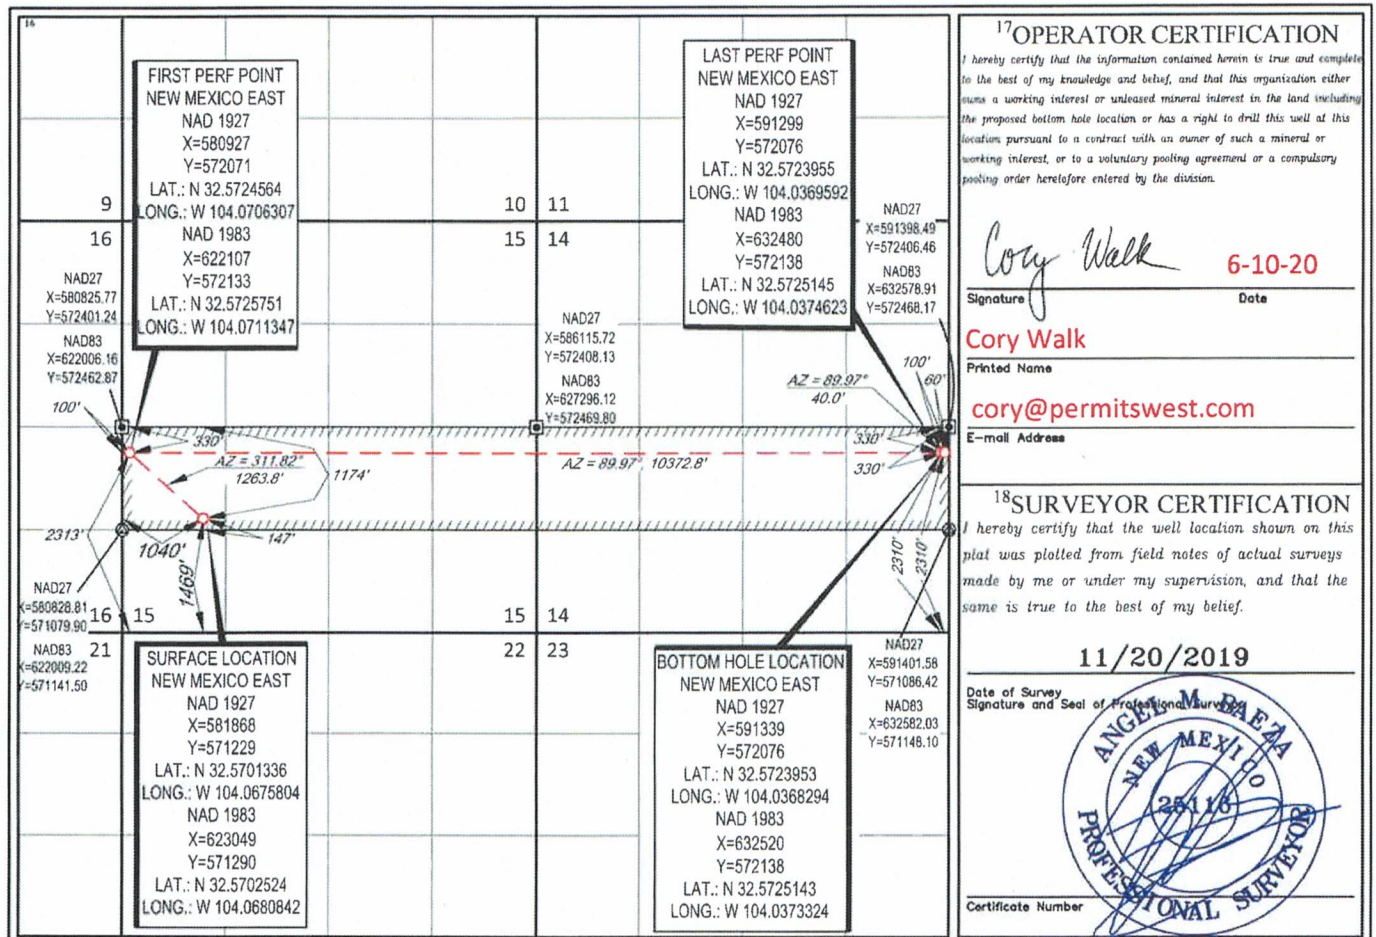 16
FIRST PERF POINT
NEW MEXICO EAST
NAD 1927
X=580927
Y=572071
LAT.: N 32.5724564
LONG.: W 104.0706307
NAD 1983
X=622107
Y=572133
LAT.: N 32.5725751
LONG.: W 104.0711347
LAST PERF POINT
NEW MEXICO EAST
NAD 1927
X=591299
Y=572076
LAT.: N 32.5723955
LONG.: W 104.0369592
NAD 1983
X=632480
Y=572138
LAT.: N 32.5725145
LONG.: W 104.0374623
9
10 11
16
15 14
NAD27
X=591398.49
Y=572406.46
NAD83
X=632578.91
Y=572468.17
NAD27
X=580825.77
Y=572401.24
NAD83
X=622006.16
Y=572462.87
NAD27
X=586115.72
Y=572408.13
NAD83
X=627296.12
Y=572469.80
100'
100'
60'
AZ = 89.97°
40.0'
330'
330'
330'
AZ = 311.82°
1263.8'
1174'
AZ = 89.97° 10372.8'
2313'
1040'
147'
1469'
2310'
2310'
NAD27
X=580828.81
Y=571079.90
NAD83
X=622009.22
Y=571141.50
16 15
15 14
21
22 23
NAD27
X=591401.58
Y=571086.42
NAD83
X=632582.03
Y=571148.10
SURFACE LOCATION
NEW MEXICO EAST
NAD 1927
X=581868
Y=571229
LAT.: N 32.5701336
LONG.: W 104.0675804
NAD 1983
X=623049
Y=571290
LAT.: N 32.5702524
LONG.: W 104.0680842
BOTTOM HOLE LOCATION
NEW MEXICO EAST
NAD 1927
X=591339
Y=572076
LAT.: N 32.5723953
LONG.: W 104.0368294
NAD 1983
X=632520
Y=572138
LAT.: N 32.5725143
LONG.: W 104.0373324
17 OPERATOR CERTIFICATION
I hereby certify that the information contained herein is true and complete
to the best of my knowledge and belief, and that this organization either
owns a working interest or unleased mineral interest in the land including
the proposed bottom hole location or has a right to drill this well at this
location pursuant to a contract with an owner of such a mineral or
working interest, or to a voluntary pooling agreement or a compulsory
pooling order heretofore entered by the division.
Cory Walk
6-10-20
Signature Date
Cory Walk
Printed Name
cory@permitswest.com
E-mail Address
18 SURVEYOR CERTIFICATION
I hereby certify that the well location shown on this
plat was plotted from field notes of actual surveys
made by me or under my supervision, and that the
same is true to the best of my belief.
11/20/2019
Date of Survey
Signature and Seal of Professional Surveyor
ANGEL M. BAEZA
NEW MEXICO
25116
PROFESSIONAL SURVEYOR
Certificate Number